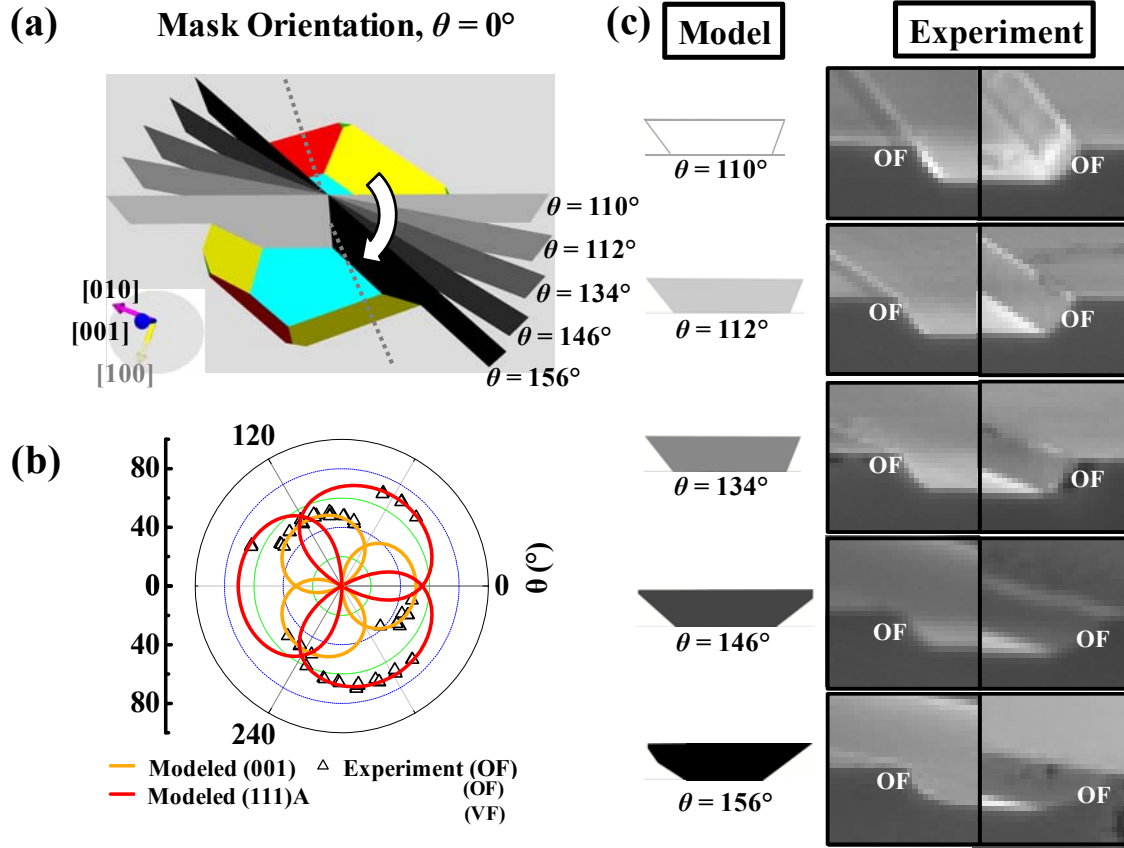 (a)
Mask Orientation, θ = 0°
θ = 110°
θ = 112°
θ = 134°
θ = 146°
θ = 156°
[010]
[001]
[100]
(b)
120
80
40
0
40
80
240
0
θ (°)
Modeled (001)
Modeled (111)A
Experiment (OF)
(OF)
(VF)
(c)
Model
Experiment
θ = 110°
OF
OF
θ = 112°
OF
OF
θ = 134°
OF
OF
θ = 146°
OF
OF
θ = 156°
OF
OF